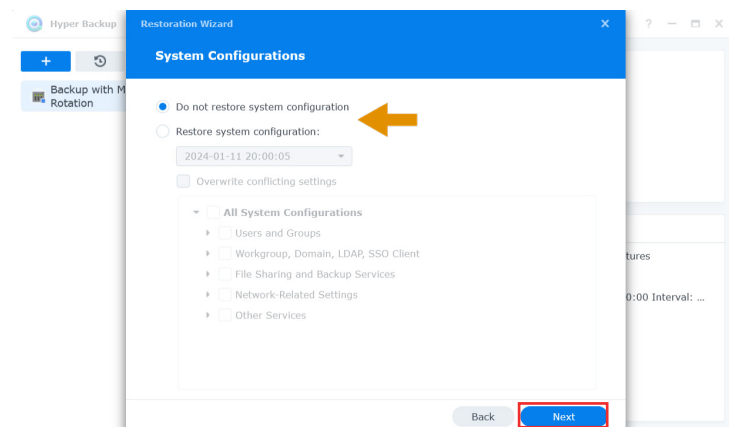 Hyper Backup
Restoration Wizard
System Configurations
+
Backup with M
Rotation
Do not restore system configuration
Restore system configuration:
2024-01-11 20:00:05
Overwrite conflicting settings
All System Configurations
Users and Groups
Workgroup, Domain, LDAP, SSO Client
File Sharing and Backup Services
Network-Related Settings
Other Services
tures
0:00 Interval: ...
Back Next